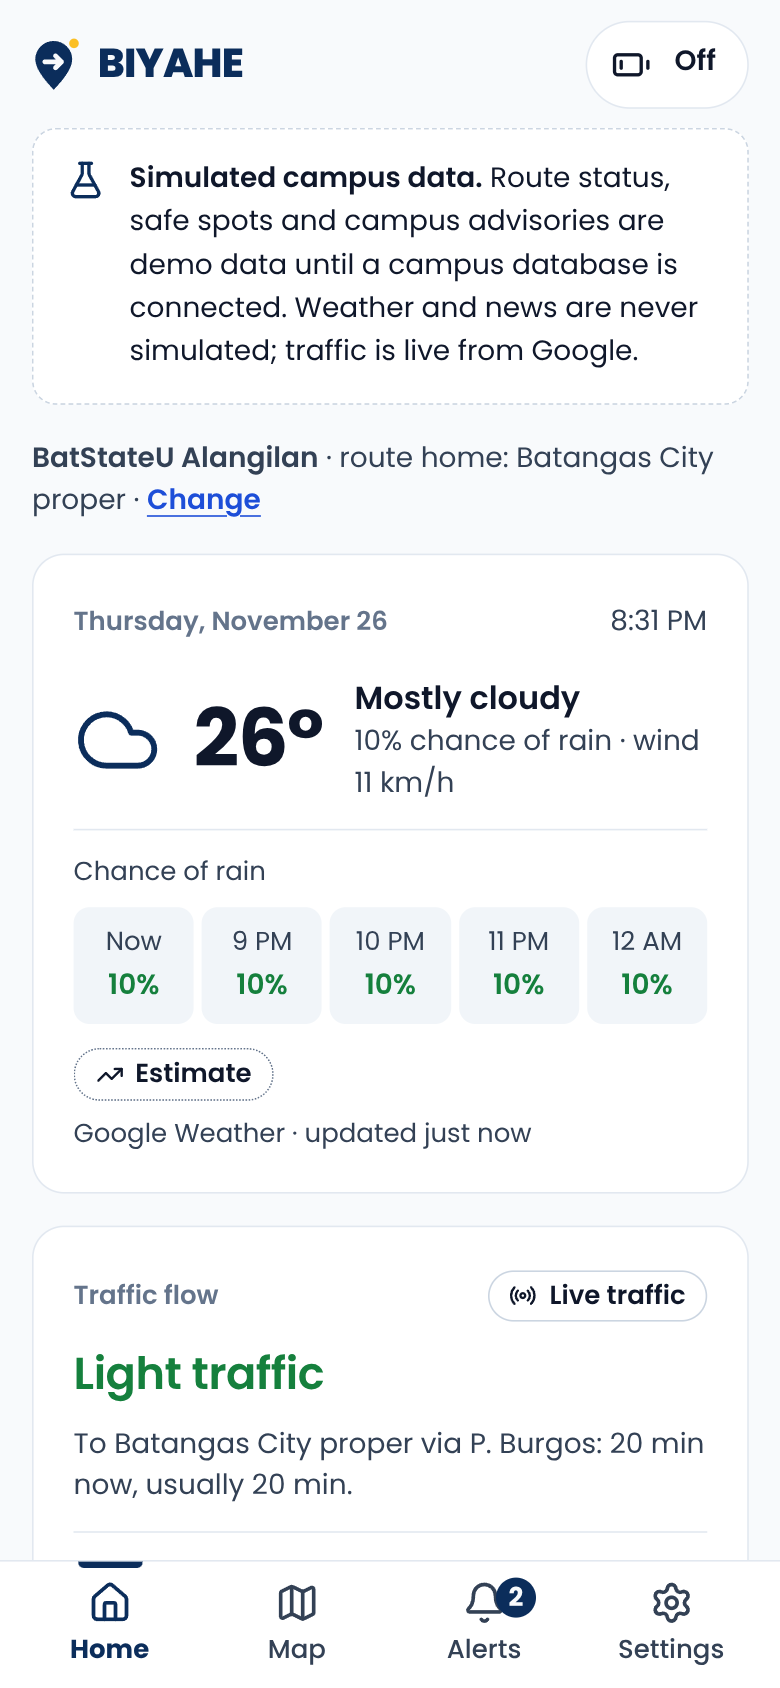 BIYAHE
Off
Simulated campus data. Route status,
safe spots and campus advisories are
demo data until a campus database is
connected. Weather and news are never
simulated; traffic is live from Google.
BatStateU Alangilan · route home: Batangas City
proper · Change
Thursday, November 26
8:31 PM
26°
Mostly cloudy
10% chance of rain · wind
11 km/h
Chance of rain
Now 9 PM 10 PM 11 PM 12 AM
10% 10% 10% 10% 10%
Estimate
Google Weather · updated just now
Traffic flow
Live traffic
Light traffic
To Batangas City proper via P. Burgos: 20 min
now, usually 20 min.
2
Home Map Alerts Settings